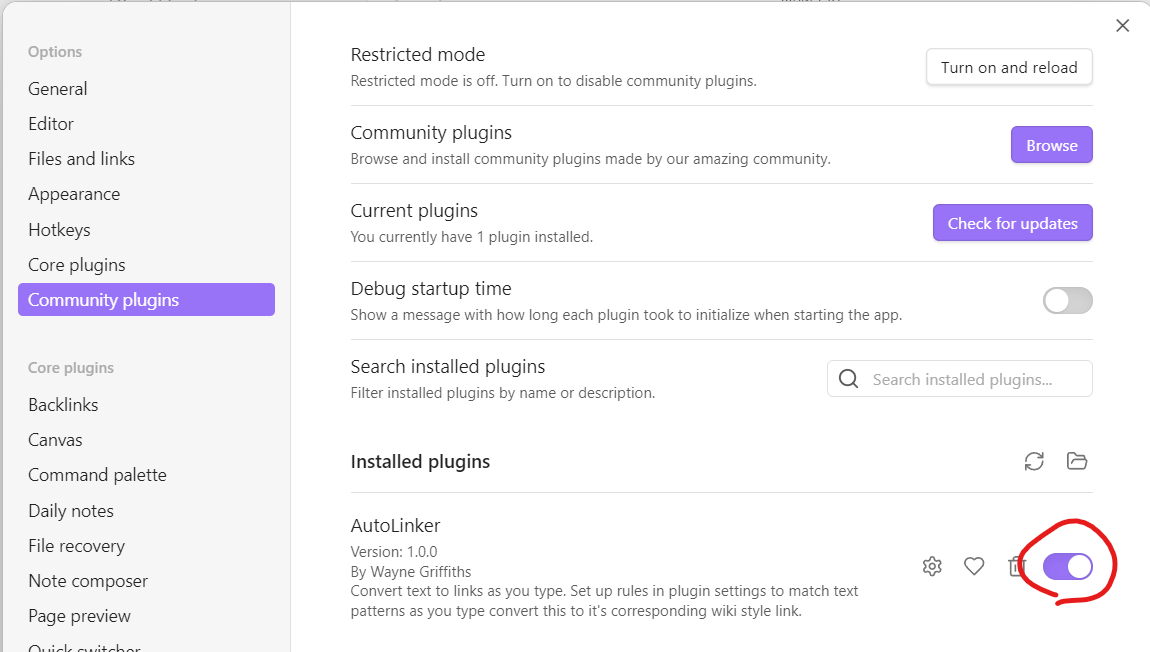 Options
General
Editor
Files and links
Appearance
Hotkeys
Core plugins
Community plugins
Core plugins
Backlinks
Canvas
Command palette
Daily notes
File recovery
Note composer
Page preview
Quick switcher
Restricted mode
Restricted mode is off. Turn on to disable community plugins.
Turn on and reload
Community plugins
Browse and install community plugins made by our amazing community.
Browse
Current plugins
You currently have 1 plugin installed.
Check for updates
Debug startup time
Show a message with how long each plugin took to initialize when starting the app.
Search installed plugins
Filter installed plugins by name or description.
Search installed plugins...
Installed plugins
AutoLinker
Version: 1.0.0
By Wayne Griffiths
Convert text to links as you type. Set up rules in plugin settings to match text
patterns as you type convert this to it's corresponding wiki style link.